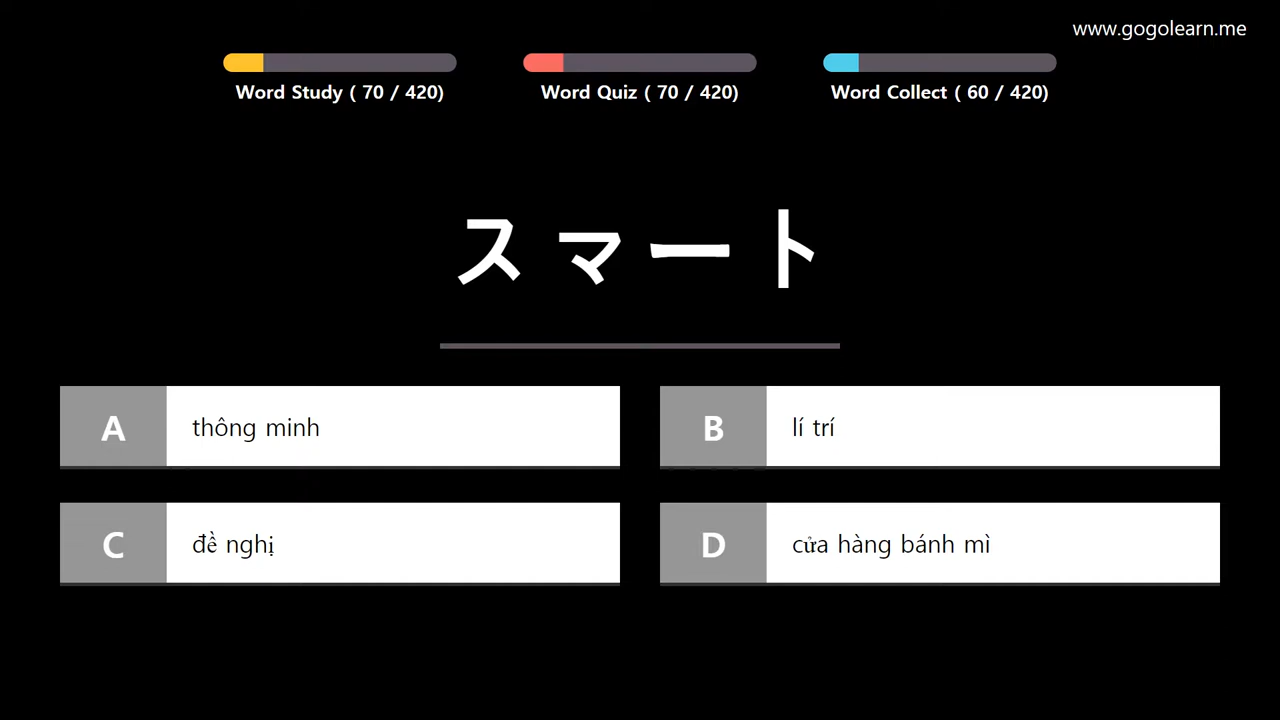 www.gogolearn.me
Word Study ( 70 / 420)
Word Quiz ( 70 / 420)
Word Collect ( 60 / 420)
スマート
A thông minh
B lí trí
C đề nghị
D cửa hàng bánh mì